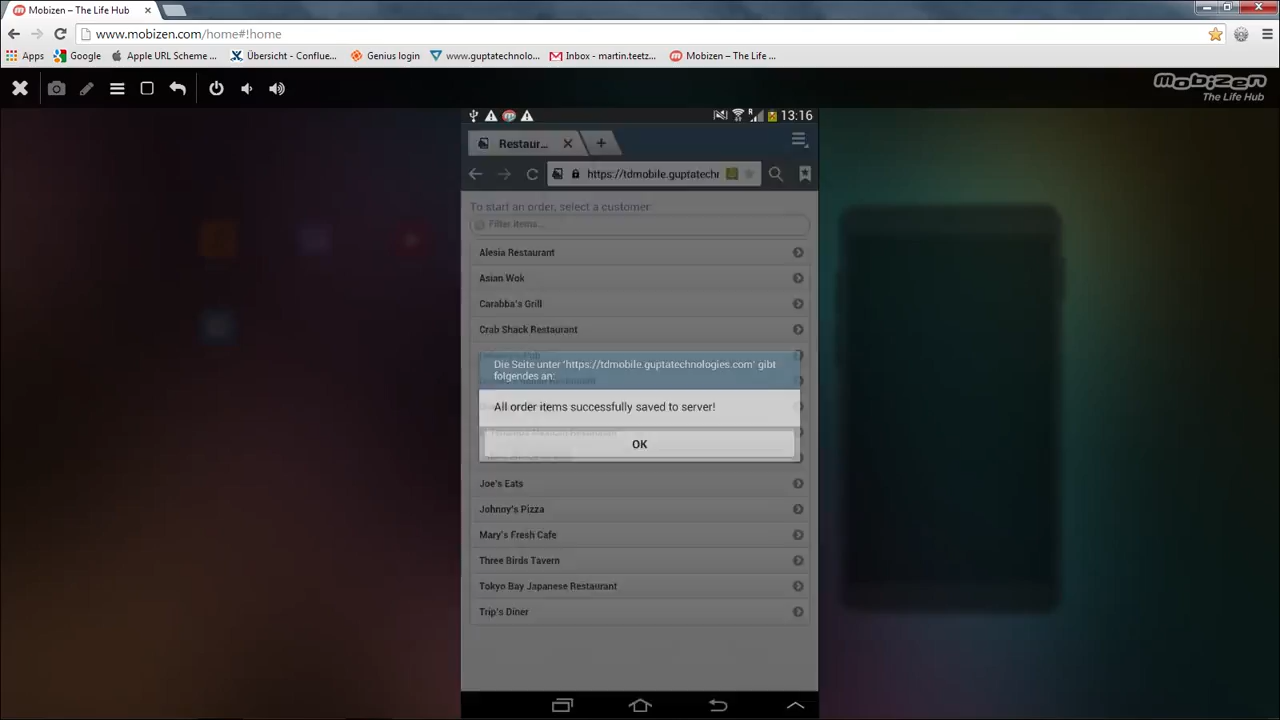 Mobizen – The Life Hub
www.mobizen.com/home#!home
Apps Google Apple URL Scheme ... Übersicht - Conflue... Genius login www.guptatechnolo... Inbox - martin.teetz... Mobizen – The Life ...
mobizen
The Life Hub
13:16
Restaur...
https://tdmobile.guptatechr
To start an order, select a customer:
Filter items...
Alesia Restaurant
Asian Wok
Carabba's Grill
Crab Shack Restaurant
Die Seite unter 'https://tdmobile.guptatechnologies.com' gibt
folgendes an:
All order items successfully saved to server!
OK
Joe's Eats
Johnny's Pizza
Mary's Fresh Cafe
Three Birds Tavern
Tokyo Bay Japanese Restaurant
Trip's Diner